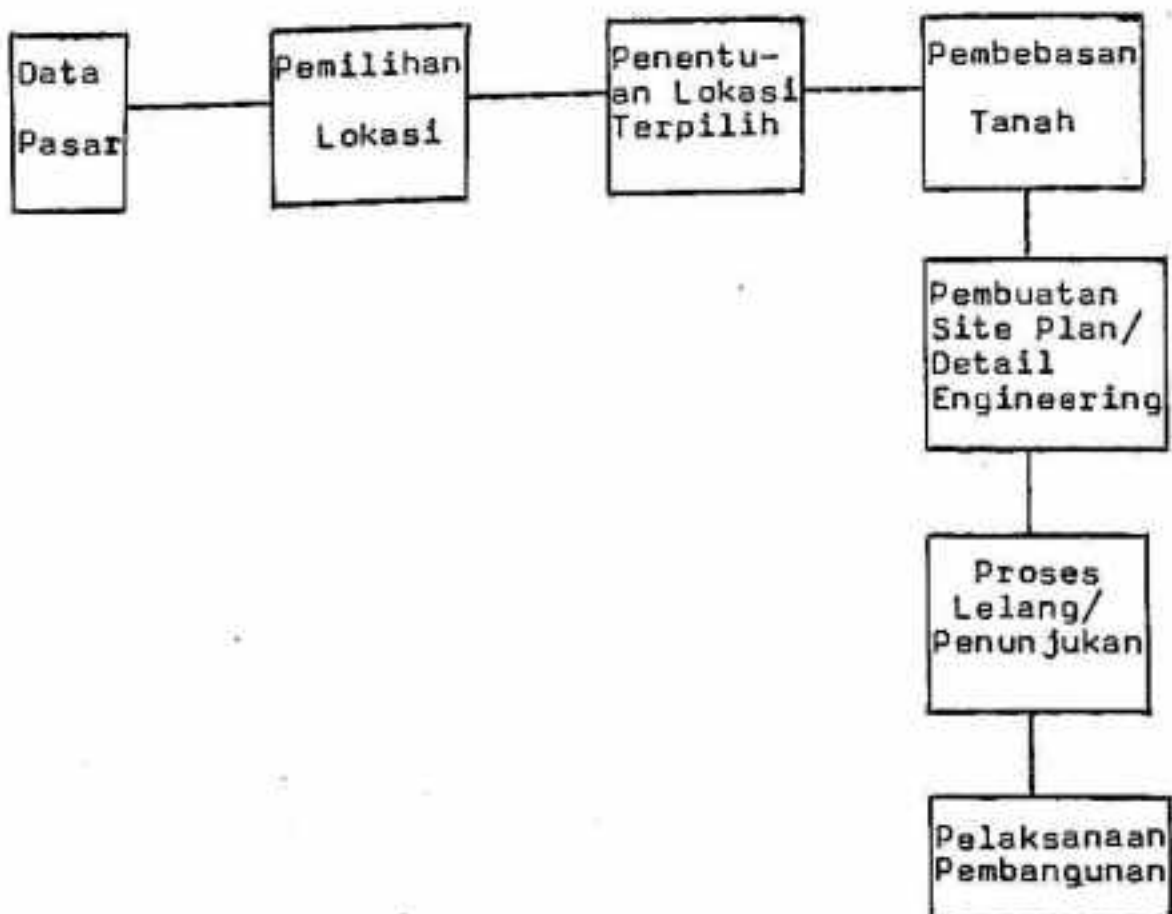 Data
Pasar
Pemilihan
Lokasi
Penentu-
an Lokasi
Terpilih
Pembebasan
Tanah
Pembuatan
Site Plan/
Detail
Engineering
Proses
Lelang/
Penunjukan
Pelaksanaan
Pembangunan